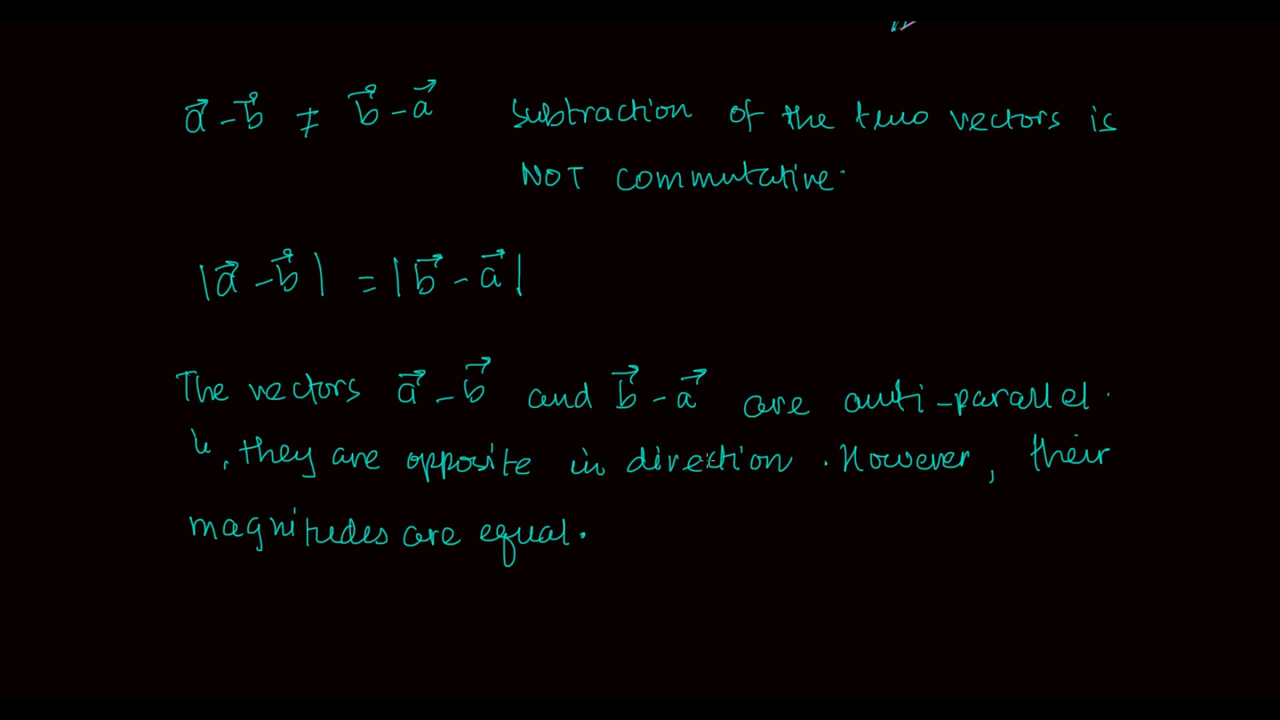 a⃗ - b⃗ ≠ b⃗ - a⃗ Subtraction of the two vectors is
NOT commutative.
|a⃗ - b⃗| = |b⃗ - a⃗|
The vectors a⃗ - b⃗ and b⃗ - a⃗ are anti-parallel.
they are opposite in direction. However, their
magnitudes are equal.